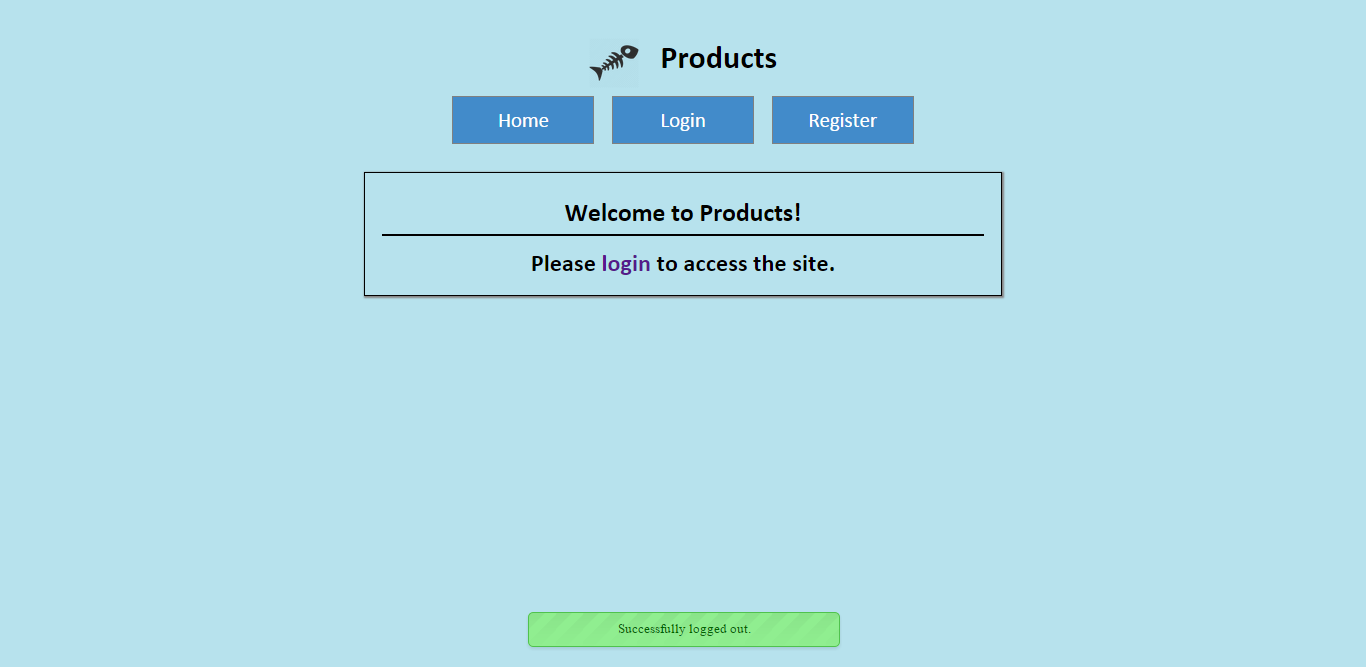 Products
Home Login Register
Welcome to Products!
Please login to access the site.
Successfully logged out.